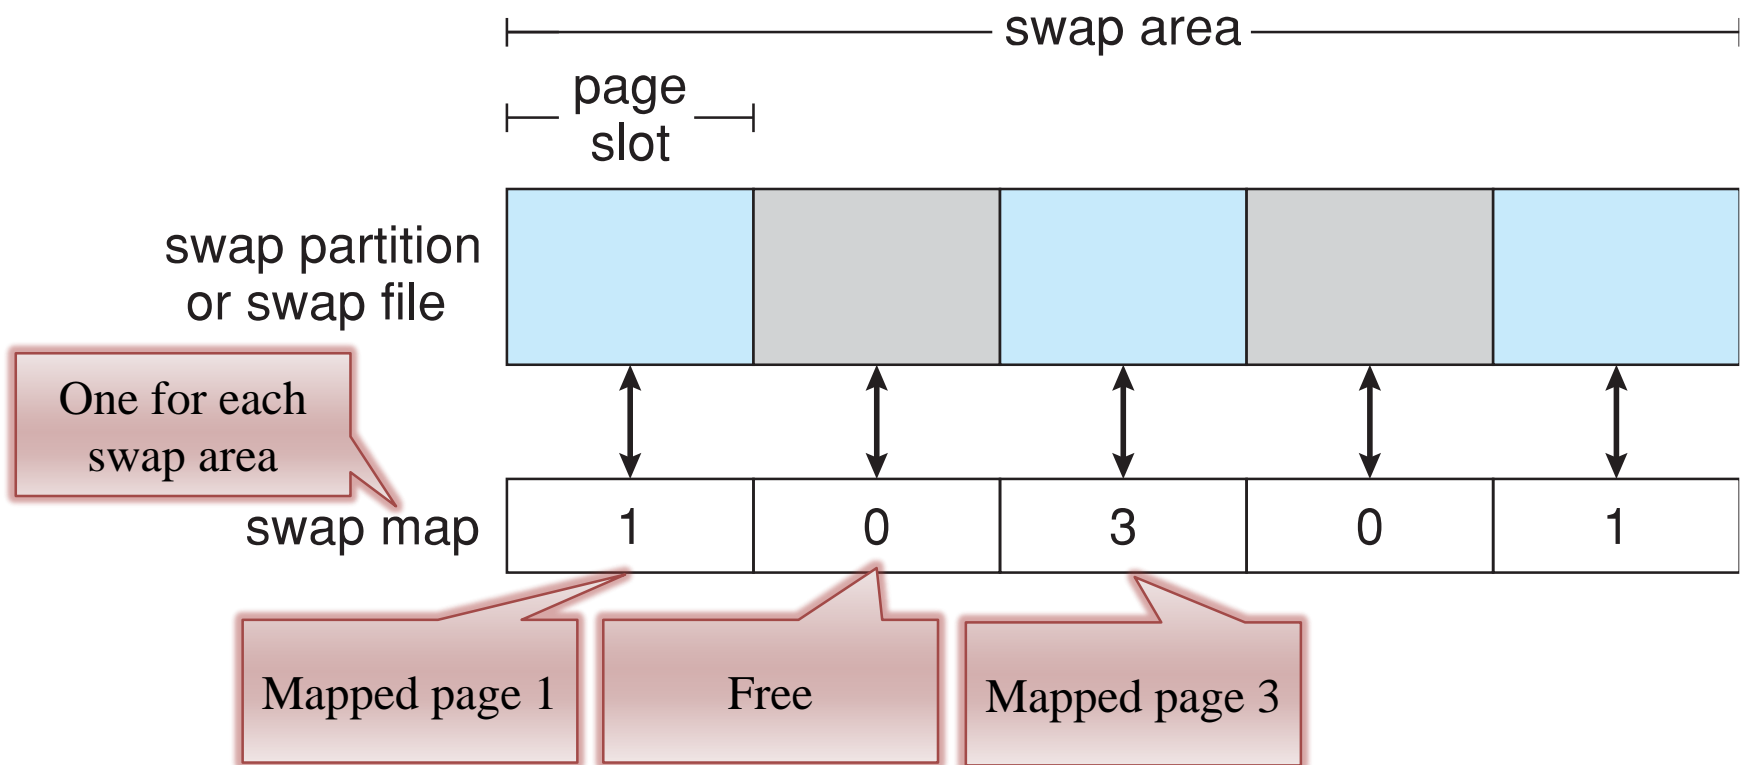 swap area
page
slot
swap partition
or swap file
One for each
swap area
swap map
1 0 3 0 1
Mapped page 1
Free
Mapped page 3